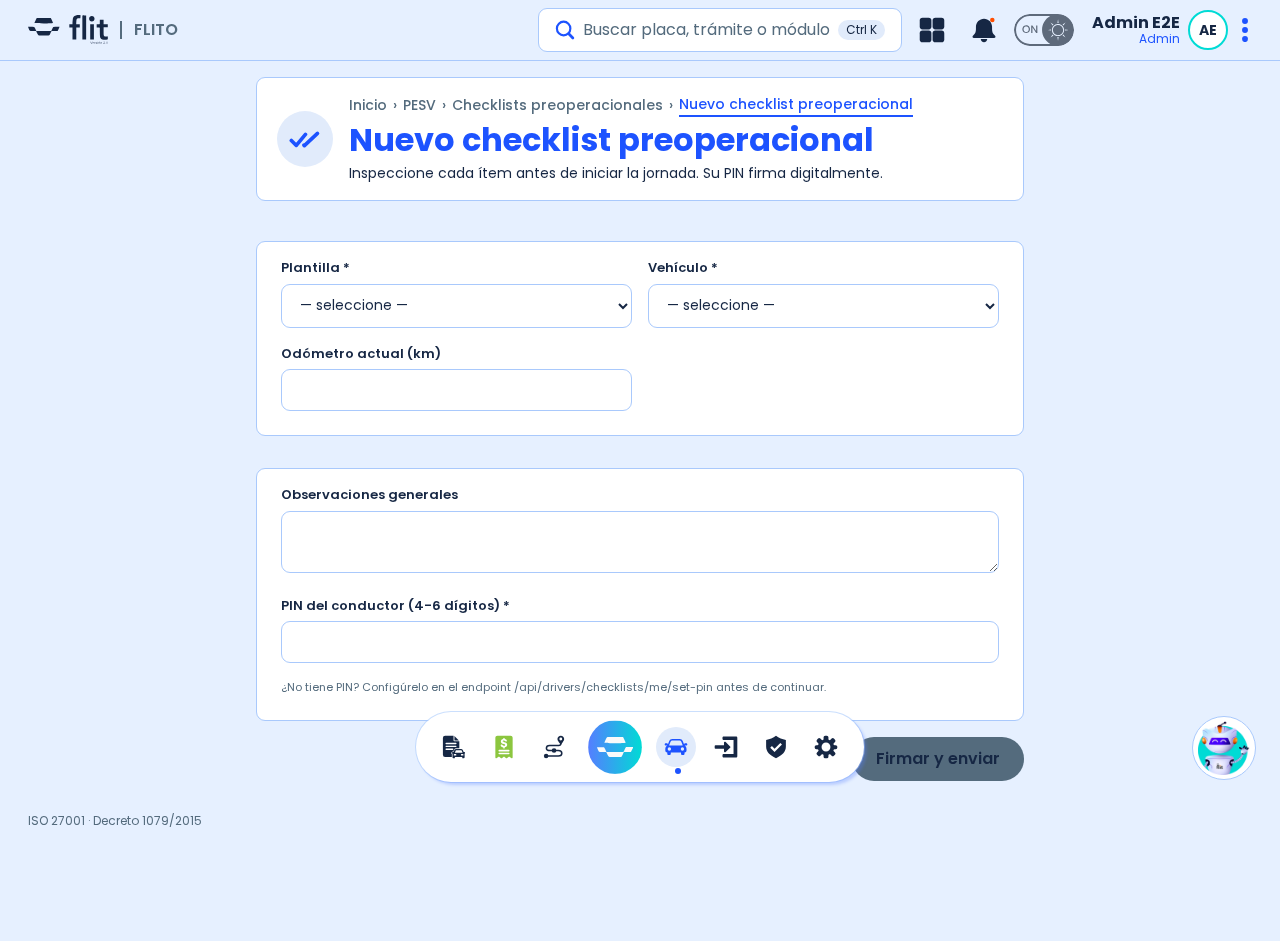 flit
FLITO
Buscar placa, trámite o módulo
Ctrl K
ON
Admin E2E
Admin
AE
Inicio › PESV › Checklists preoperacionales › Nuevo checklist preoperacional
Nuevo checklist preoperacional
Inspeccione cada ítem antes de iniciar la jornada. Su PIN firma digitalmente.
Plantilla *
Vehículo *
— seleccione —
— seleccione —
Odómetro actual (km)
Observaciones generales
PIN del conductor (4-6 dígitos) *
¿No tiene PIN? Configúrelo en el endpoint /api/drivers/checklists/me/set-pin antes de continuar.
Firmar y enviar
ISO 27001 · Decreto 1079/2015